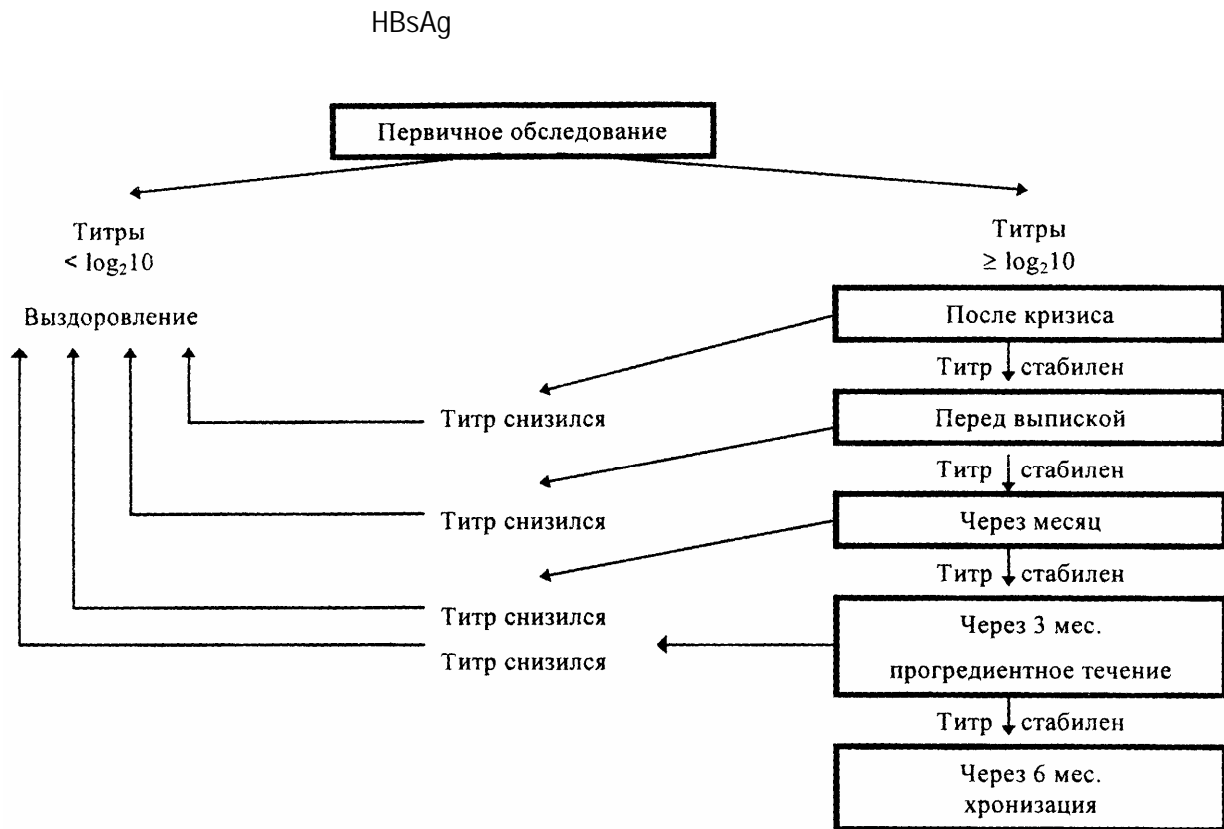 HBsAg
Первичное обследование
Титры
< log₂10
Выздоровление
Титры
≥ log₂10
После кризиса
Титр стабилен
Титр снизился
Перед выпиской
Титр стабилен
Титр снизился
Через месяц
Титр стабилен
Титр снизился
Через 3 мес.
прогредиентное течение
Титр снизился
Титр стабилен
Через 6 мес.
хронизация